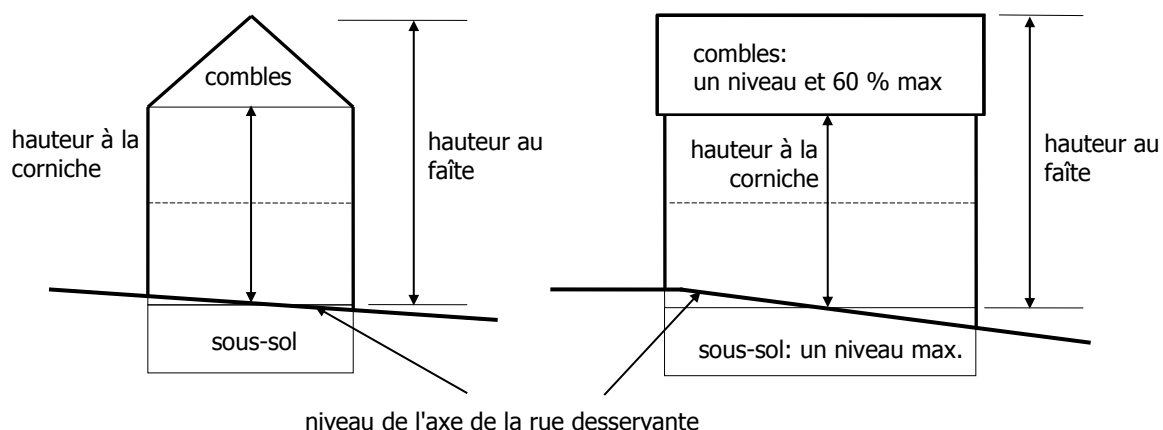 combles
hauteur à la
corniche
hauteur au
faîte
sous-sol
combles:
un niveau et 60 % max
hauteur à la
corniche
hauteur au
faîte
sous-sol: un niveau max.
niveau de l'axe de la rue desservante